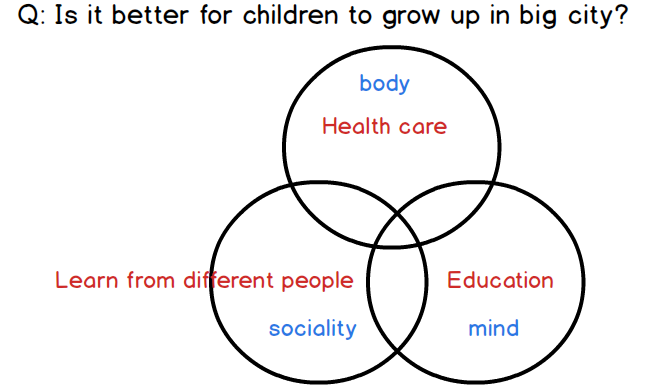 Q: Is it better for children to grow up in big city?
body
Health care
Learn from different people
Education
sociality
mind